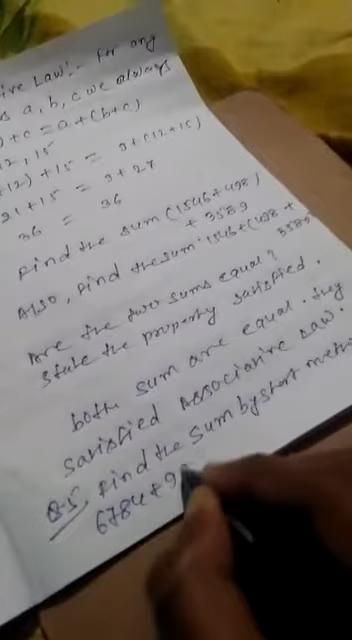 ive Law:- for any
s a, b, c we always
) + c = a + (b+c)
12, 15
+12) + 15 = 9 + (12+15)
21 + 15 = 9 + 27
36 = 36
Find the sum (1546+498)
+ 3589
Also, find the sum. 1546+(498+
3589
Are the two sums equal?
State the property satisfied.
both sum are equal. they
satisfied Associative Law.
Q-5, Find the Sum by short metho
6784+9